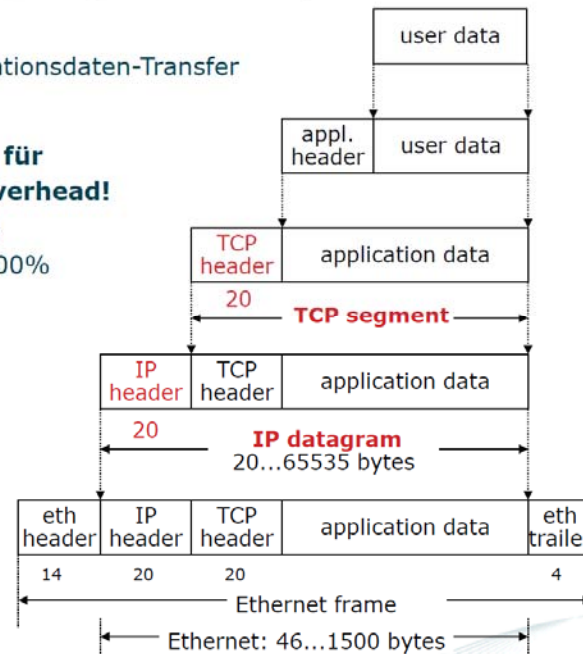 user data
tionsdaten-Transfer
appl. header
user data
für
verhead!
TCP header
application data
00%
20
TCP segment
IP header
TCP header
application data
20
IP datagram
20...65535 bytes
eth header
IP header
TCP header
application data
eth traile
14
20
20
4
Ethernet frame
Ethernet: 46...1500 bytes